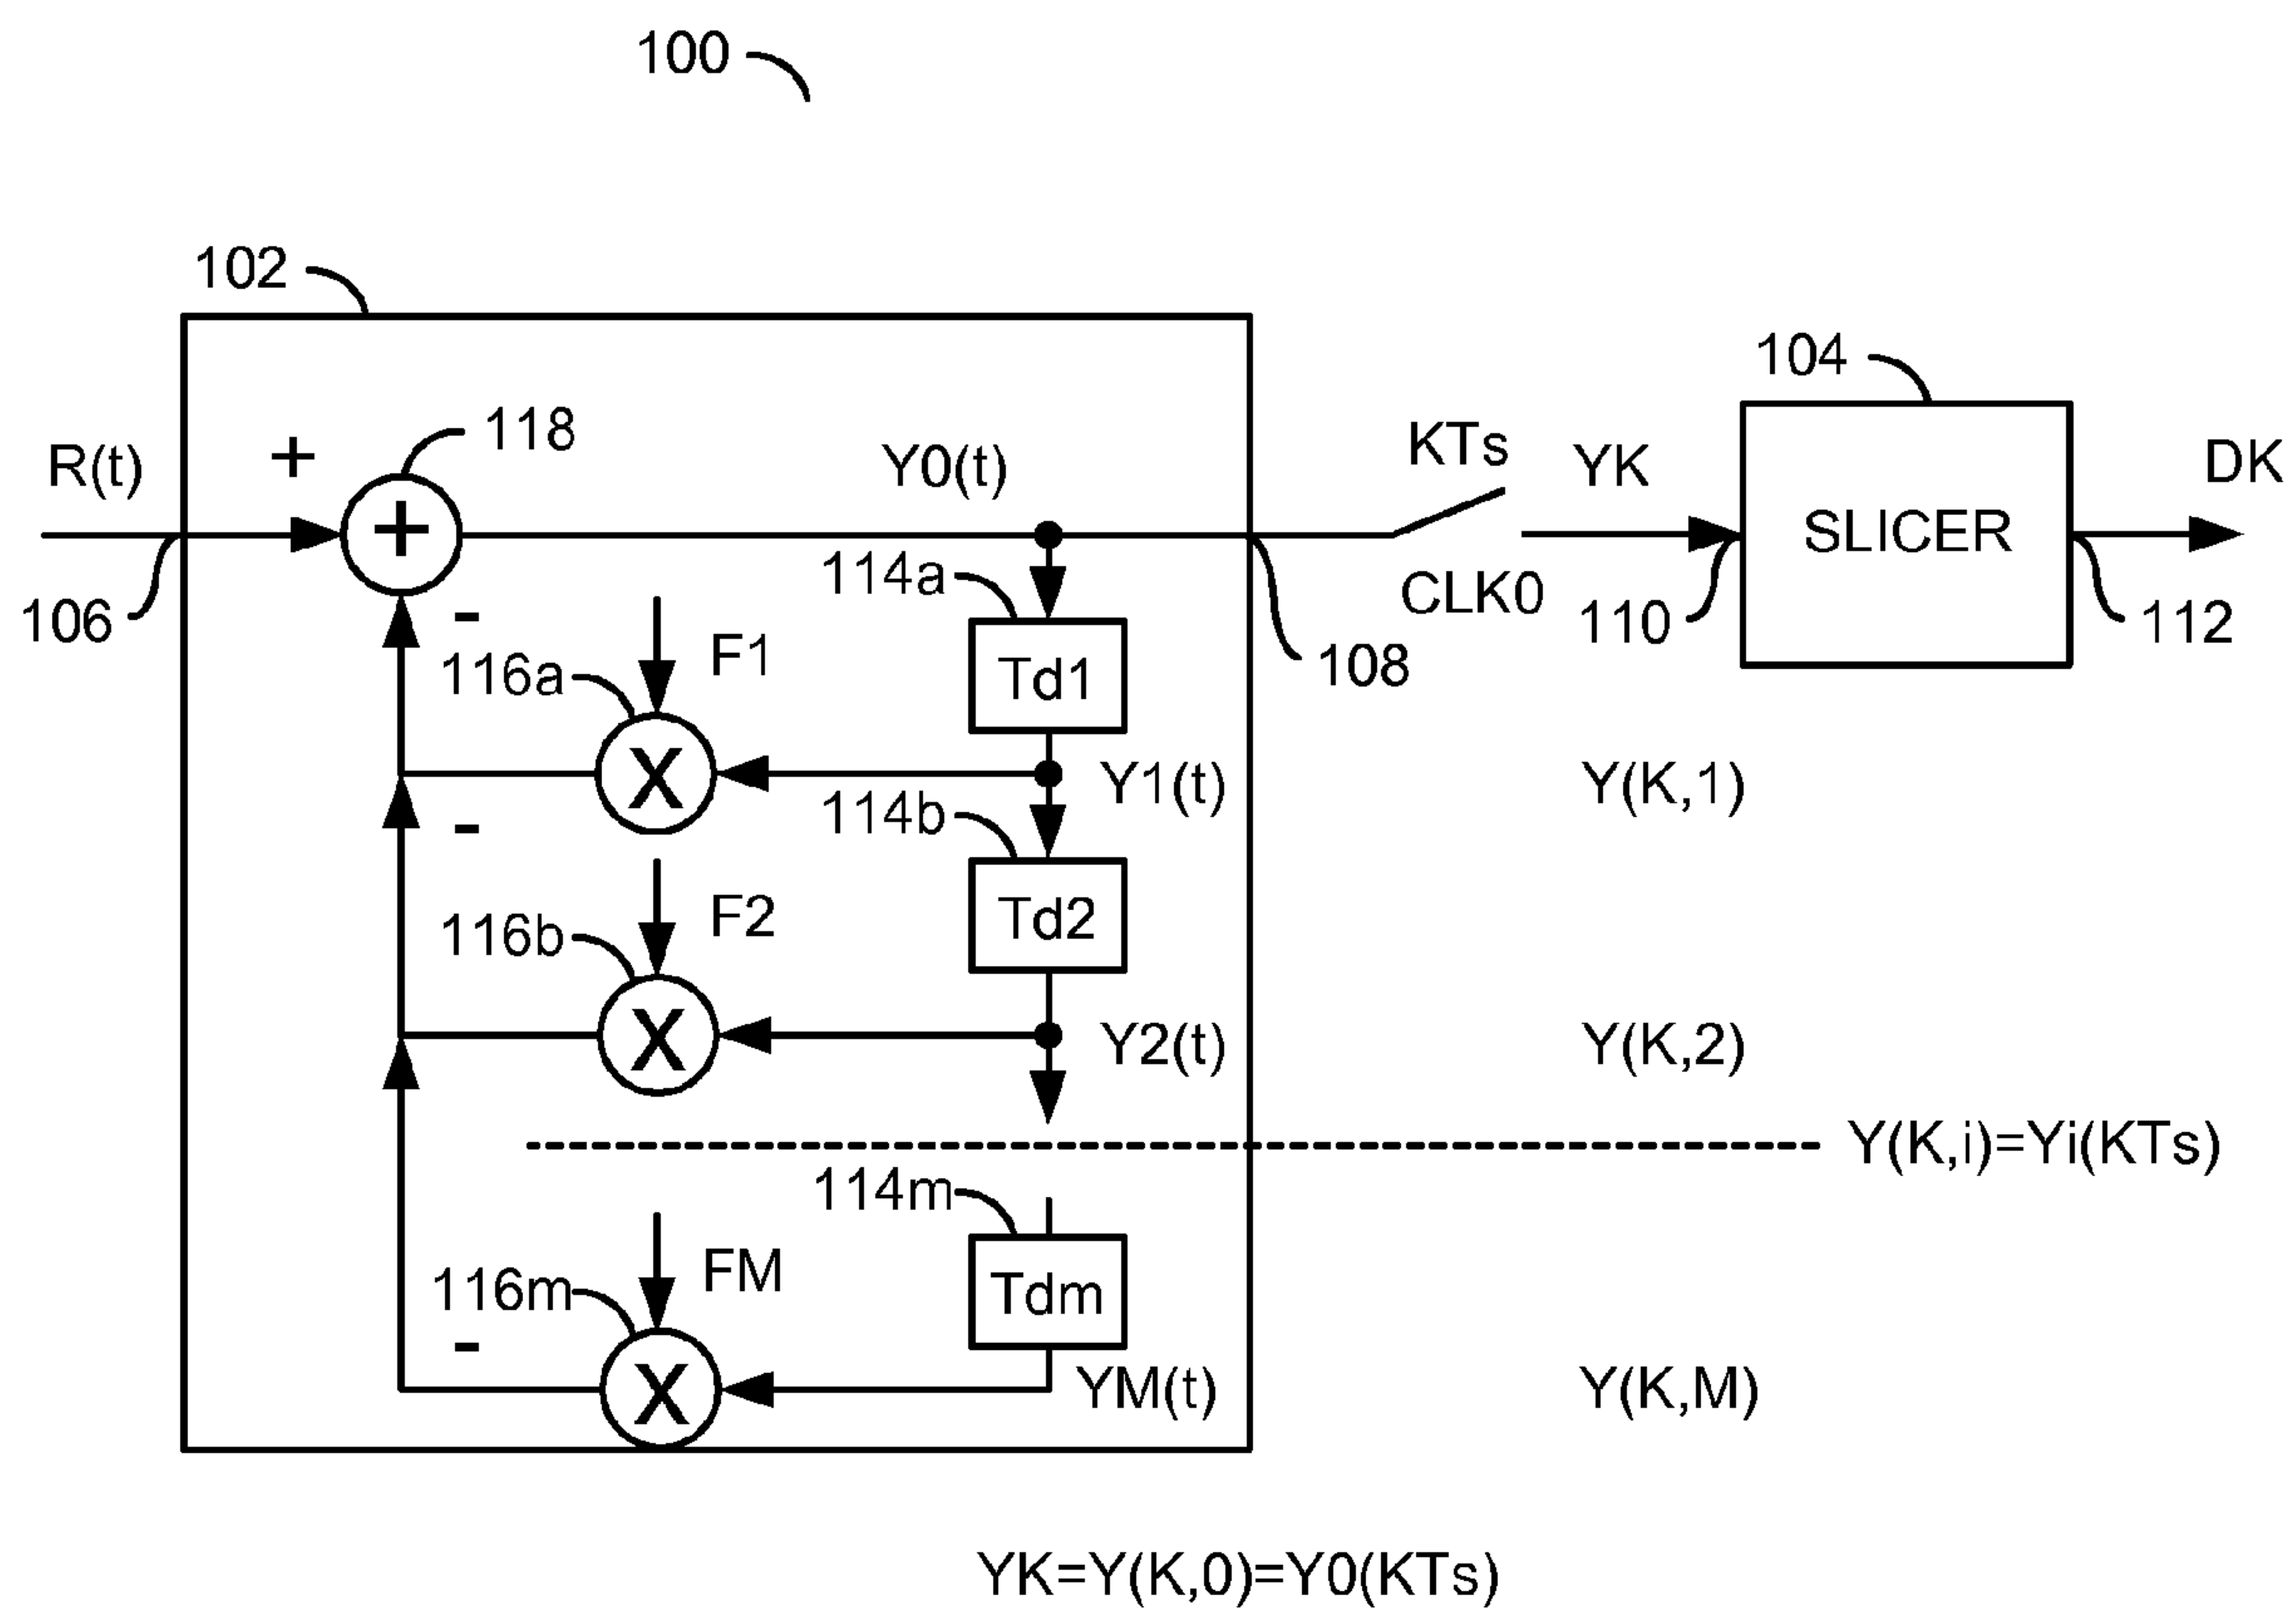 100
102
104
118
R(t)
+
Y0(t)
KTs
YK
DK
+
SLICER
106
-
114a
CLK0
110
112
108
F1
116a
Td1
X
Y1(t)
Y(K,1)
-
114b
F2
116b
Td2
X
Y2(t)
Y(K,2)
Y(K,i)=Yi(KTs)
114m
FM
116m
Tdm
-
X
YM(t)
Y(K,M)
YK=Y(K,0)=Y0(KTs)